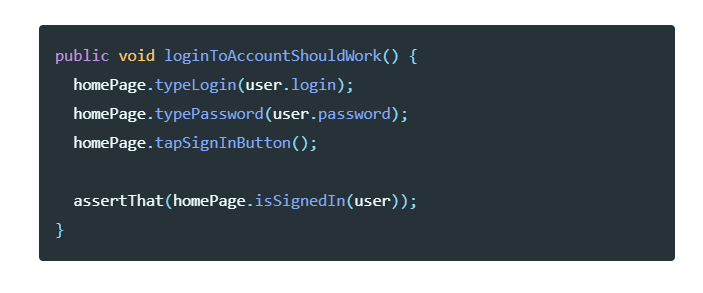 public void loginToAccountShouldWork() {
  homePage.typeLogin(user.login);
  homePage.typePassword(user.password);
  homePage.tapSignInButton();

  assertThat(homePage.isSignedIn(user));
}